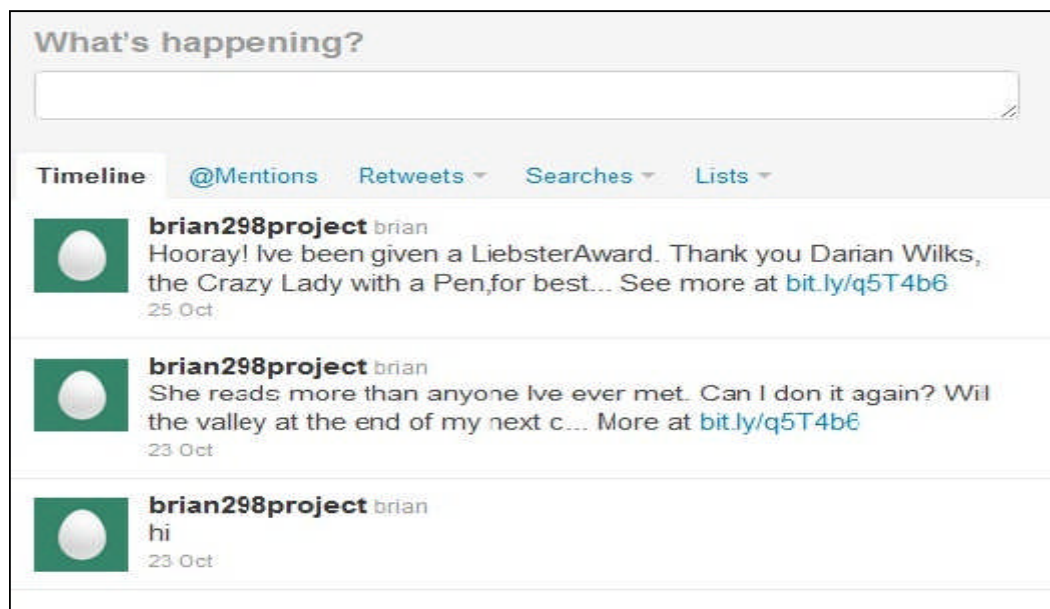 What's happening?
Timeline @Mentions Retweets Searches Lists
brian298project brian
Hooray! Ive been given a LiebsterAward. Thank you Darian Wilks,
the Crazy Lady with a Pen,for best... See more at bit.ly/q5T4b6
25 Oct
brian298project brian
She reads more than anyone Ive ever met. Can I don it again? Will
the valley at the end of my next c... More at bit.ly/q5T4b6
23 Oct
brian298project brian
hi
23 Oct